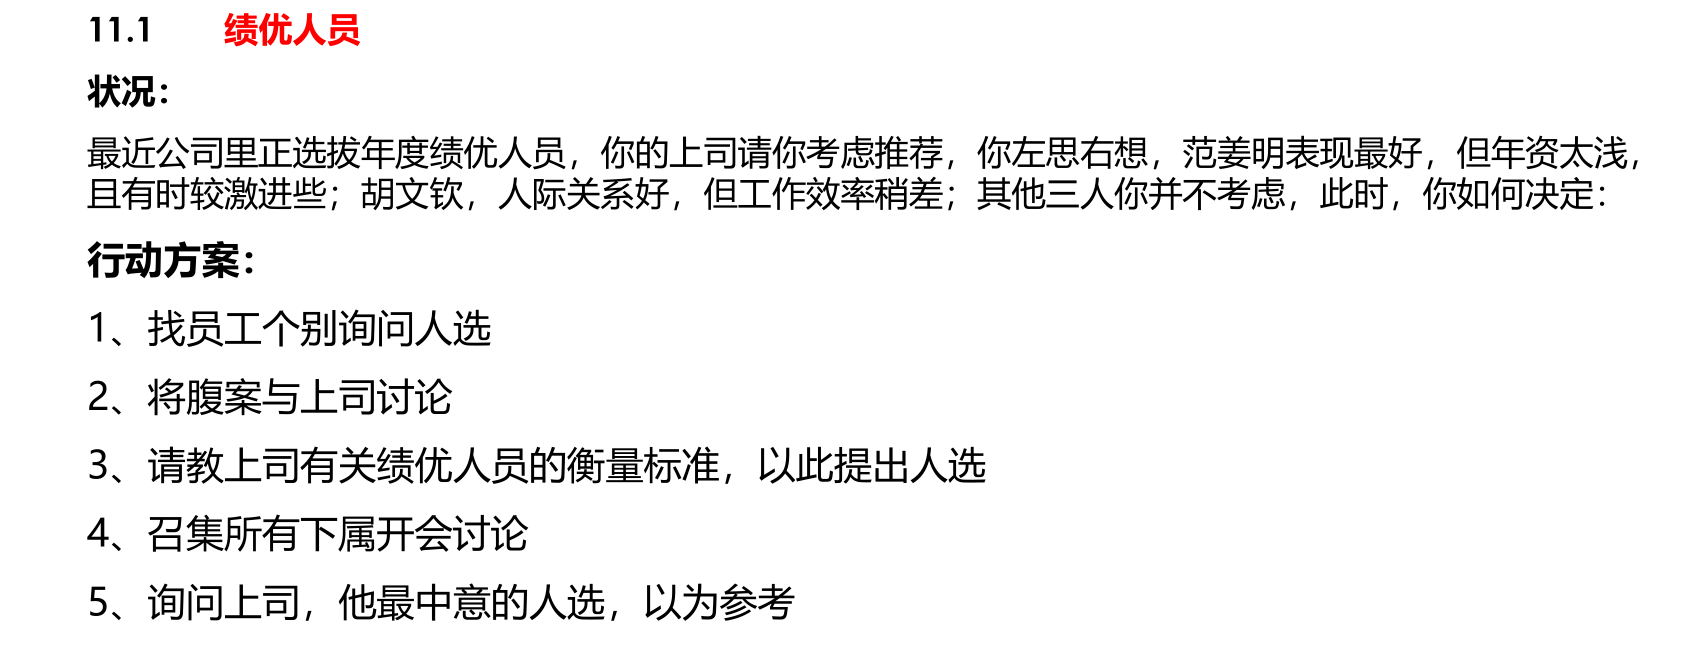 11.1 绩优人员
状况：
最近公司里正选拔年度绩优人员，你的上司请你考虑推荐，你左思右想，范姜明表现最好，但年资太浅，
且有时较激进些；胡文钦，人际关系好，但工作效率稍差；其他三人你并不考虑，此时，你如何决定：
行动方案：
1、找员工个别询问人选
2、将腹案与上司讨论
3、请教上司有关绩优人员的衡量标准，以此提出人选
4、召集所有下属开会讨论
5、询问上司，他最中意的人选，以为参考